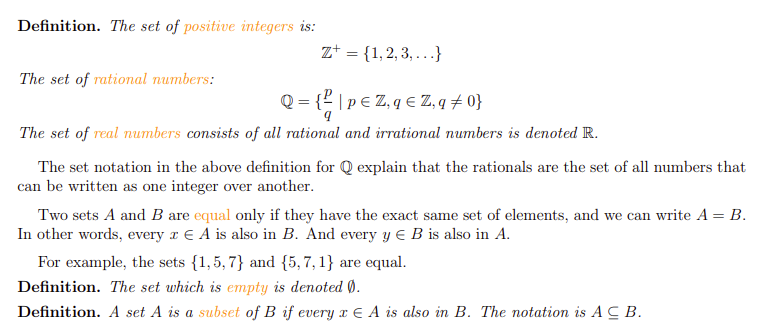 Definition. The set of positive integers is:
ℤ⁺ = {1, 2, 3, . . .}
The set of rational numbers:
ℚ = {p/q | p ∈ ℤ, q ∈ ℤ, q ≠ 0}
The set of real numbers consists of all rational and irrational numbers is denoted ℝ.
The set notation in the above definition for ℚ explain that the rationals are the set of all numbers that
can be written as one integer over another.
Two sets A and B are equal only if they have the exact same set of elements, and we can write A = B.
In other words, every x ∈ A is also in B. And every y ∈ B is also in A.
For example, the sets {1, 5, 7} and {5, 7, 1} are equal.
Definition. The set which is empty is denoted ∅.
Definition. A set A is a subset of B if every x ∈ A is also in B. The notation is A ⊆ B.